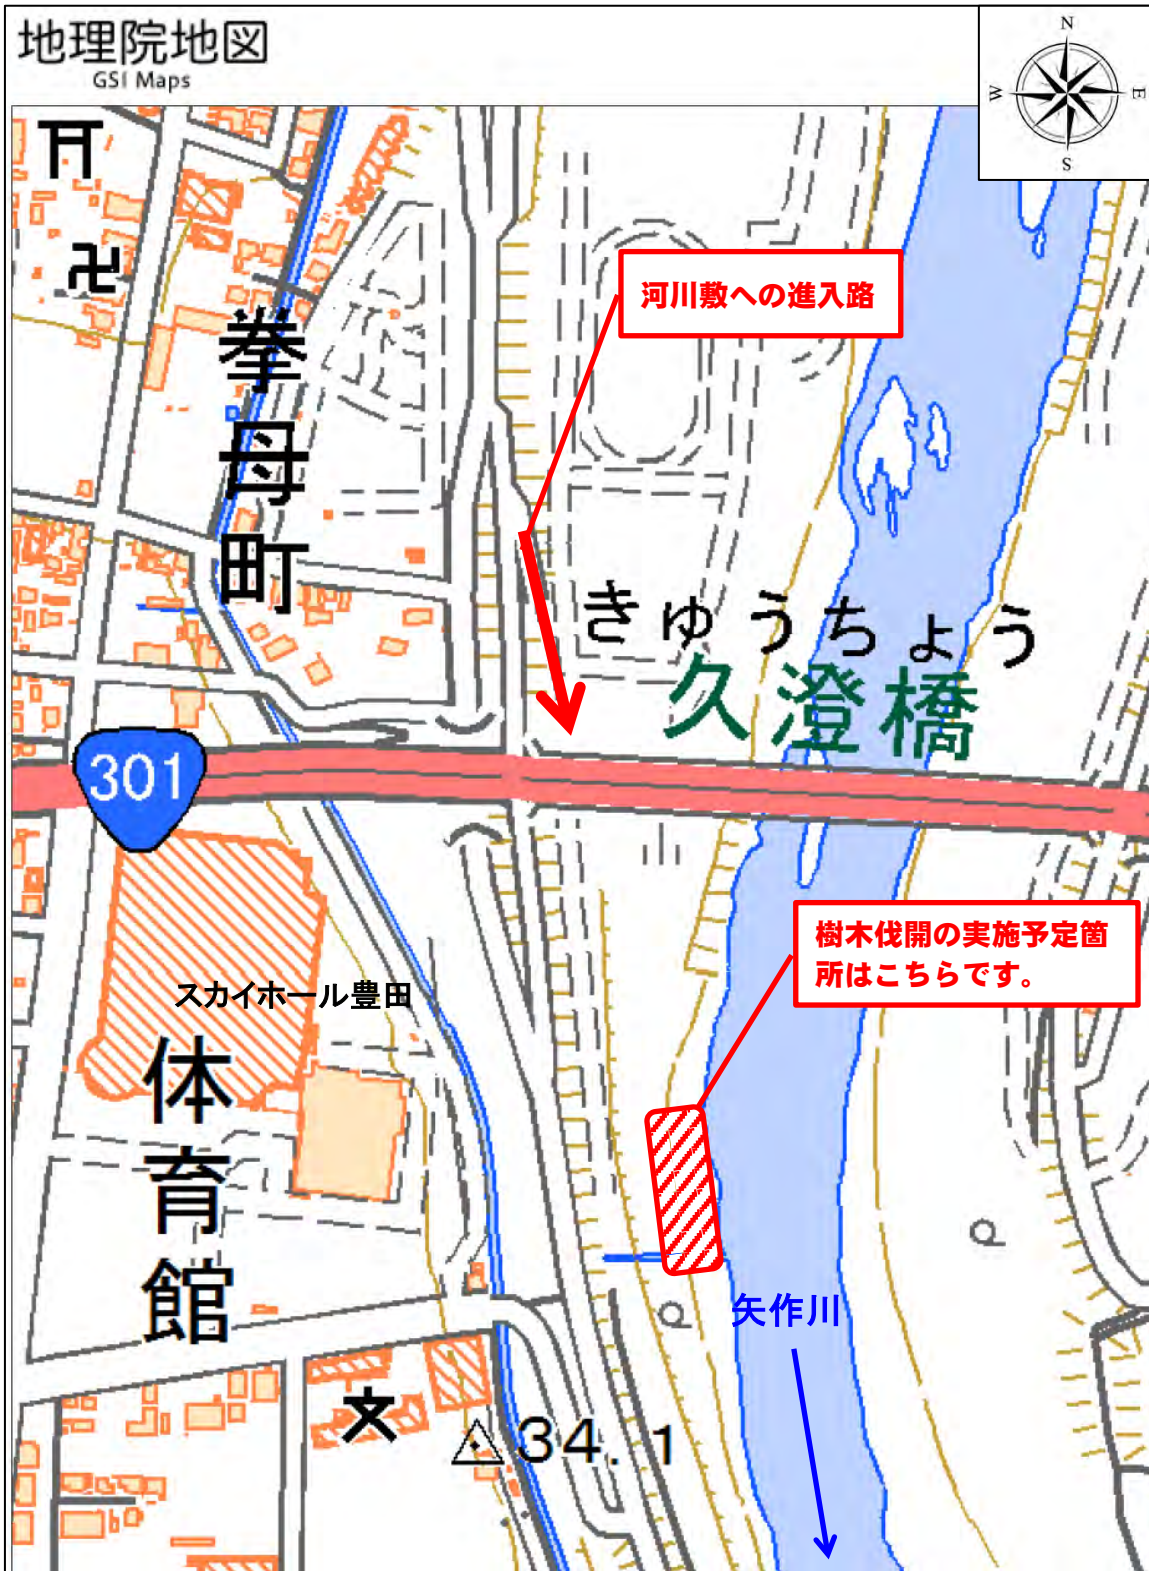 地理院地図
GSI Maps
N
W
E
S
河川敷への進入路
挙母町
きゅうちょう
久澄橋
301
樹木伐開の実施予定箇
所はこちらです。
スカイホール豊田
体育館
矢作川
34.1